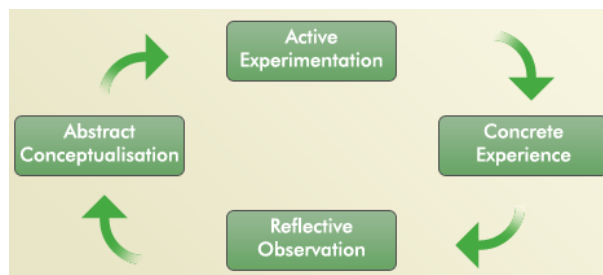 Active
Experimentation
Abstract
Conceptualisation
Concrete
Experience
Reflective
Observation